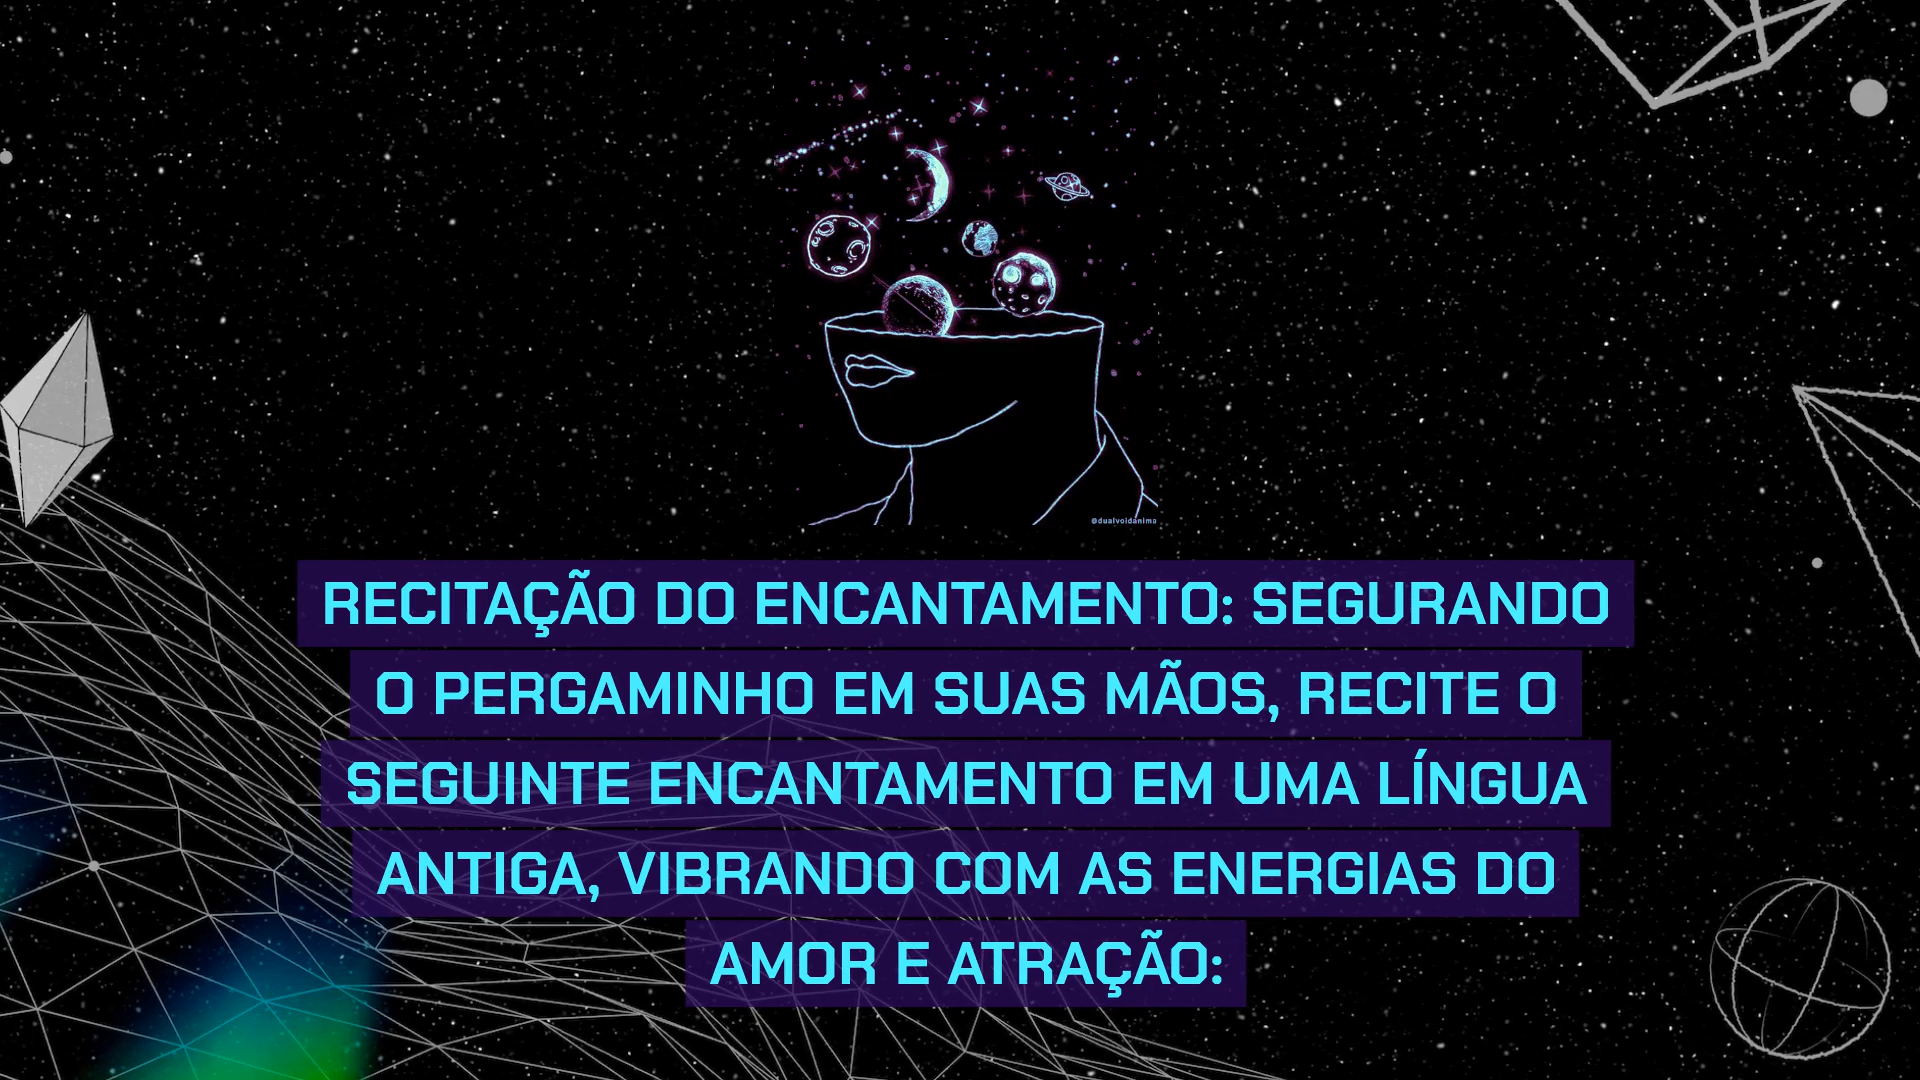 @dualvoidanima
RECITAÇÃO DO ENCANTAMENTO: SEGURANDO
O PERGAMINHO EM SUAS MÃOS, RECITE O
SEGUINTE ENCANTAMENTO EM UMA LÍNGUA
ANTIGA, VIBRANDO COM AS ENERGIAS DO
AMOR E ATRAÇÃO: